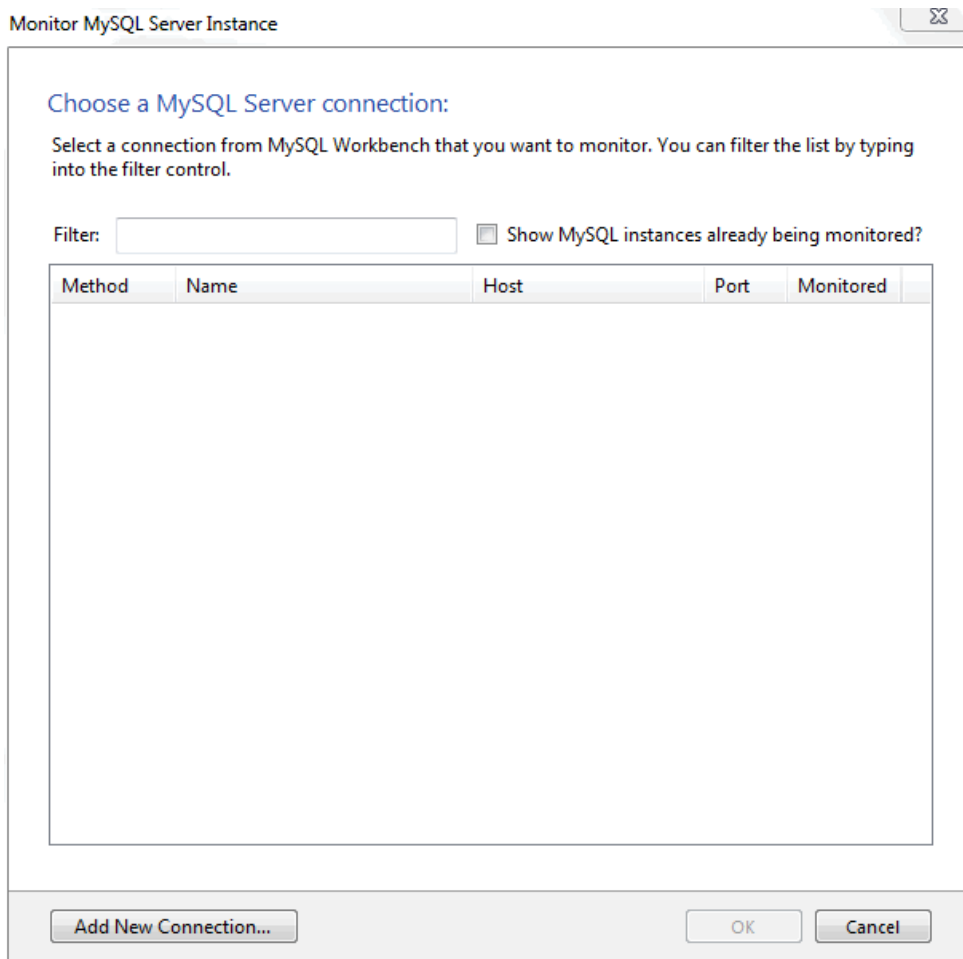 Monitor MySQL Server Instance
Choose a MySQL Server connection:
Select a connection from MySQL Workbench that you want to monitor. You can filter the list by typing
into the filter control.
Filter: Show MySQL instances already being monitored?
Method Name Host Port Monitored
Add New Connection... OK Cancel